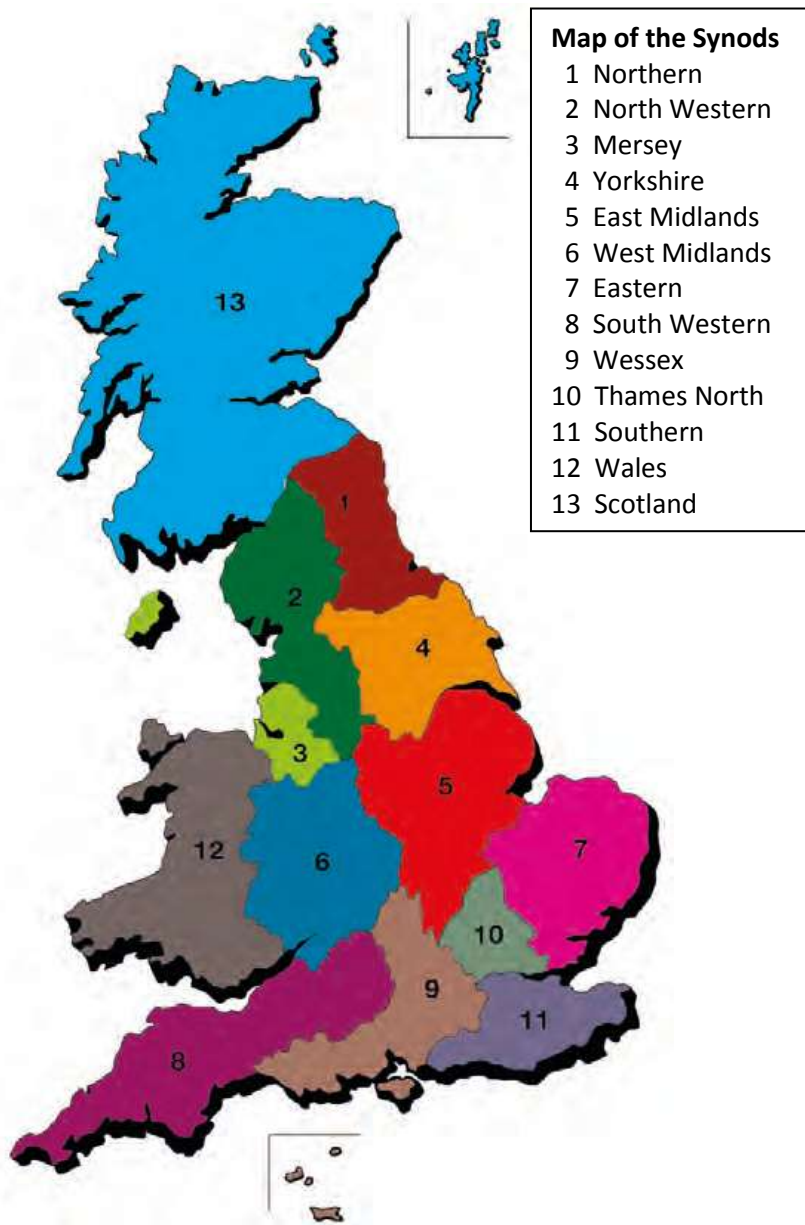 Map of the Synods
1 Northern
2 North Western
3 Mersey
4 Yorkshire
5 East Midlands
6 West Midlands
7 Eastern
8 South Western
9 Wessex
10 Thames North
11 Southern
12 Wales
13 Scotland
13
1
2
4
3
5
12
6
7
10
9
11
8